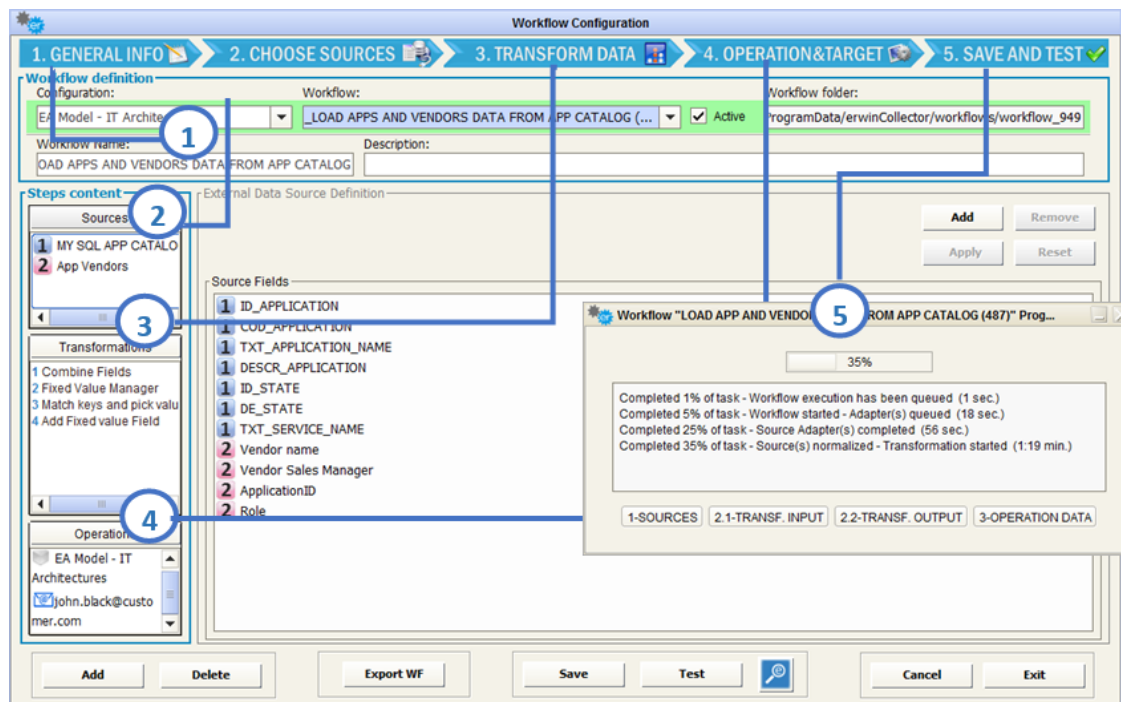 Workflow Configuration
1. GENERAL INFO
2. CHOOSE SOURCES
3. TRANSFORM DATA
4. OPERATION&TARGET
5. SAVE AND TEST
Workflow definition
Configuration:
Workflow:
Workflow folder:
EA Model - IT Archite
_LOAD APPS AND VENDORS DATA FROM APP CATALOG (...
Active
ProgramData/erwinCollector/workflows/workflow_949
1
Workflow Name:
Description:
OAD APPS AND VENDORS DATA FROM APP CATALOG
Steps content
External Data Source Definition
2
5
Sources
Add
Remove
1 MY SQL APP CATALO
2 App Vendors
Apply
Reset
Source Fields
1 ID_APPLICATION
1 COD_APPLICATION
1 TXT_APPLICATION_NAME
1 DESCR_APPLICATION
1 ID_STATE
1 DE_STATE
1 TXT_SERVICE_NAME
2 Vendor name
2 Vendor Sales Manager
2 ApplicationID
2 Role
3
Transformations
1 Combine Fields
2 Fixed Value Manager
3 Match keys and pick valu
4 Add Fixed value Field
4
Operation
EA Model - IT
Architectures
john.black@custo
mer.com
Workflow "LOAD APP AND VENDOR
5
ROM APP CATALOG (487)" Prog...
35%
Completed 1% of task - Workflow execution has been queued (1 sec.)
Completed 5% of task - Workflow started - Adapter(s) queued (18 sec.)
Completed 25% of task - Source Adapter(s) completed (56 sec.)
Completed 35% of task - Source(s) normalized - Transformation started (1:19 min.)
1-SOURCES
2.1-TRANSF. INPUT
2.2-TRANSF. OUTPUT
3-OPERATION DATA
Add
Delete
Export WF
Save
Test
Cancel
Exit